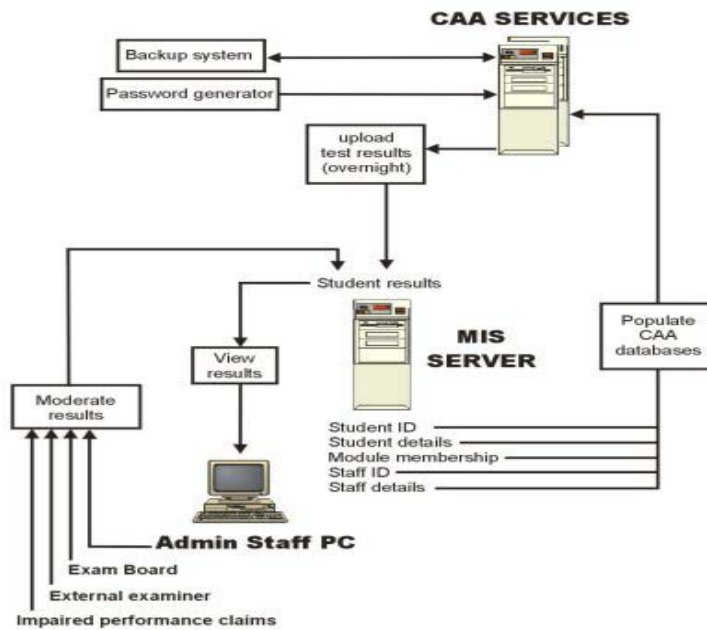 CAA SERVICES
Backup system
Password generator
upload
test results
(overnight)
Student results
MIS
SERVER
Populate
CAA
databases
View
results
Moderate
results
Student ID
Student details
Module membership
Staff ID
Staff details
Admin Staff PC
Exam Board
External examiner
Impaired performance claims